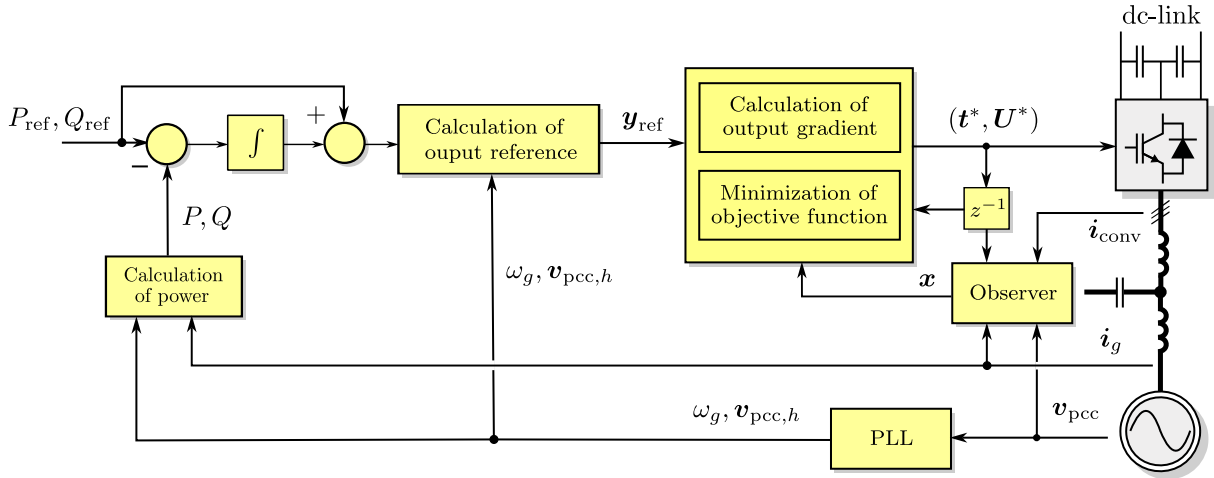 dc-link
P_ref, Q_ref
+
−
∫
Calculation of
ouput reference
y_ref
Calculation of
output gradient
Minimization of
objective function
(t*, U*)
z⁻¹
i_conv
P, Q
Calculation
of power
ω_g, v_pcc,h
x
Observer
i_g
ω_g, v_pcc,h
PLL
v_pcc